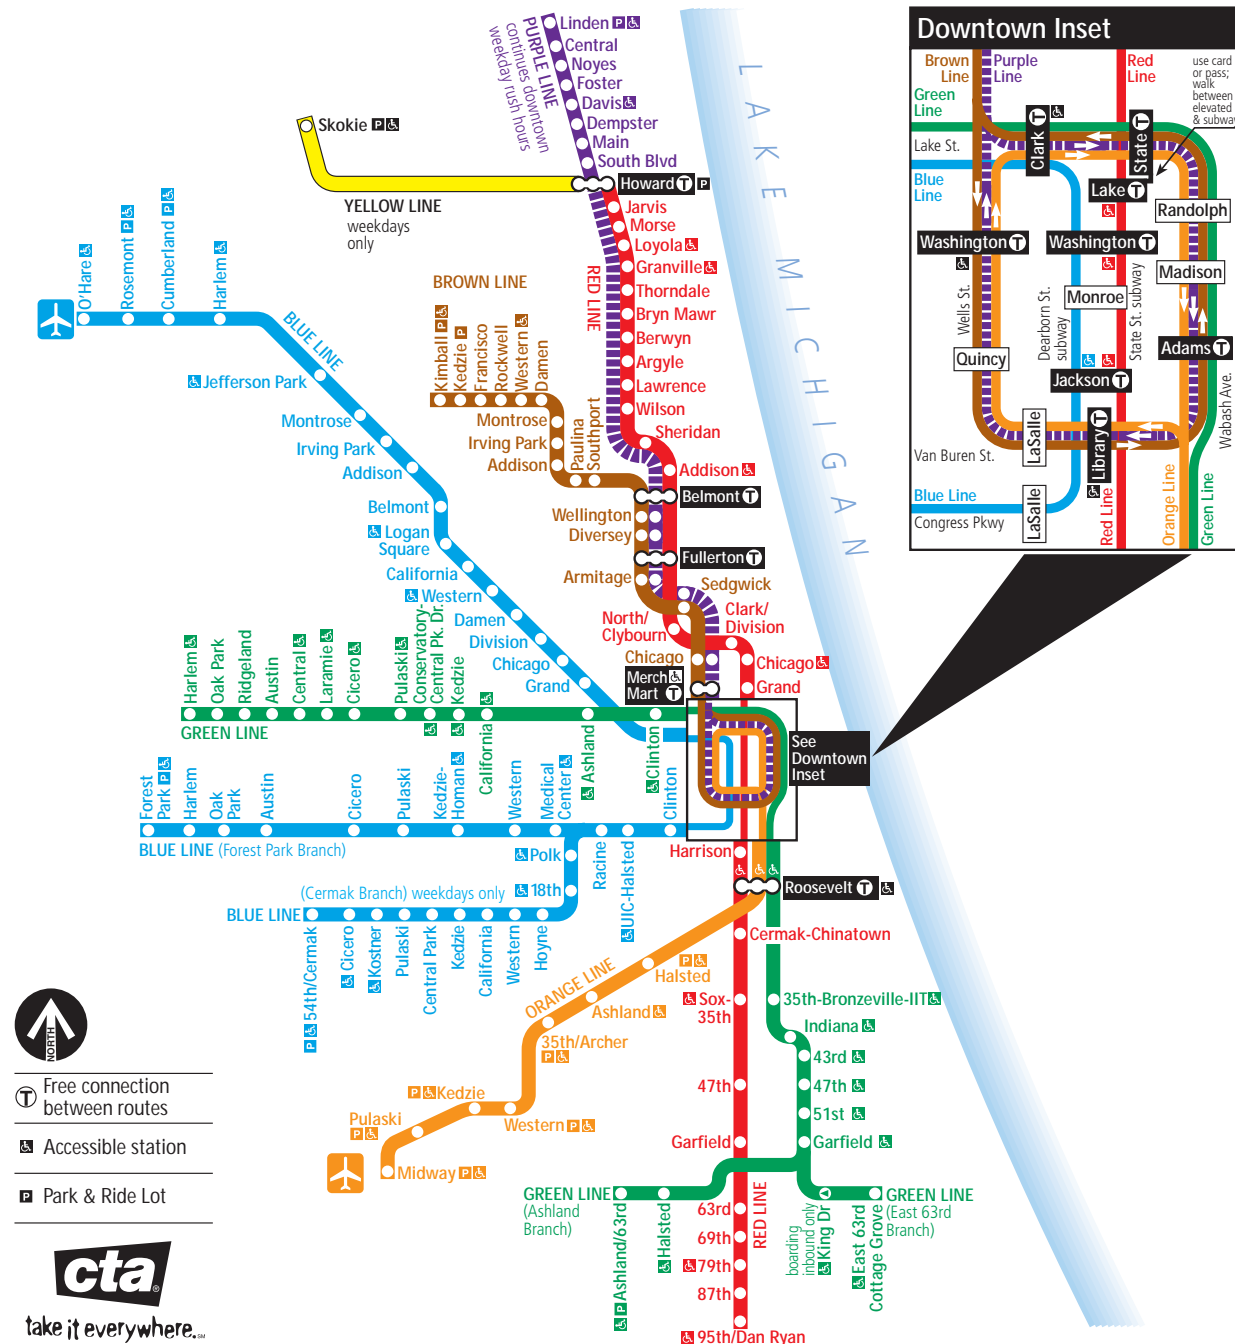 Linden P
Central
Noyes
Foster
Davis
Dempster
Main
South Blvd
PURPLE LINE
continues downtown
weekday rush hours
Skokie P
Howard T P
YELLOW LINE
weekdays
only
LAKE MICHIGAN
Jarvis
Morse
Loyola
Granville
Thorndale
Bryn Mawr
Berwyn
Argyle
Lawrence
Wilson
Sheridan
Addison
RED LINE
Belmont T
Fullerton T
BROWN LINE
Kimball P
Kedzie P
Francisco
Rockwell
Western
Damen
Montrose
Irving Park
Addison
Paulina
Southport
Wellington
Diversey
Armitage
Sedgwick
North/
Clybourn
Clark/
Division
Chicago
Chicago
Merch
Mart T
Grand
O'Hare
Rosemont P
Cumberland P
Harlem
BLUE LINE
Jefferson Park
Montrose
Irving Park
Addison
Belmont
Logan
Square
California
Western
Damen
Division
Chicago
Grand
Harlem
Oak Park
Ridgeland
Austin
Central
Laramie
Cicero
Pulaski
Conservatory-
Central Pk. Dr.
Kedzie
California
Ashland
Clinton
GREEN LINE
See
Downtown
Inset
Forest
Park P
Harlem
Oak
Park
Austin
Cicero
Pulaski
Kedzie-
Homan
Western
Medical
Center
Racine
UIC-Halsted
Clinton
BLUE LINE (Forest Park Branch)
Polk
18th
(Cermak Branch) weekdays only
BLUE LINE
P 54th/Cermak
Cicero
Kostner
Pulaski
Central Park
Kedzie
California
Western
Hoyne
Harrison
Roosevelt T
Cermak-Chinatown
Sox-
35th
47th
Garfield
63rd
69th
79th
87th
95th/Dan Ryan
RED LINE
ORANGE LINE
Halsted
P
Ashland
35th/Archer
P
Western P
P Kedzie
Pulaski
P
Midway P
35th-Bronzeville-IIT
Indiana
43rd
47th
51st
Garfield
GREEN LINE
(Ashland
Branch)
P Ashland/63rd
Halsted
boarding
inbound only
King Dr
East 63rd
Cottage Grove
GREEN LINE
(East 63rd
Branch)
NORTH
T Free connection
between routes
Accessible station
P Park & Ride Lot
cta®
take it everywhere.℠
Downtown Inset
Brown
Line
Purple
Line
Red
Line
use card
or pass;
walk
between
elevated
& subway
Green
Line
Lake St.
Blue
Line
Clark T
State T
Lake T
Randolph
Washington T
Washington T
Madison
Wells St.
Dearborn St.
subway
Monroe
State St. subway
Quincy
Jackson T
Adams T
Wabash Ave.
LaSalle
Library T
Van Buren St.
Blue Line
Congress Pkwy
LaSalle
Red Line
Orange Line
Green Line